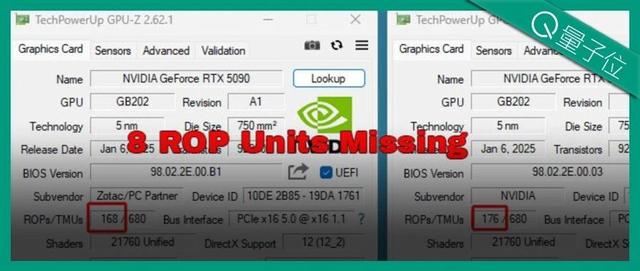 TechPowerUp GPU-Z 2.62.1
Graphics Card Sensors Advanced Validation
Name NVIDIA GeForce RTX 5090 Lookup
GPU GB202 Revision A1
Technology 5 nm Die Size 750 mm²
Release Date Jan 6, 2025 Transistors
BIOS Version 98.02.2E.00.B1 UEFI
Subvendor Zotac/PC Partner Device ID 10DE 2B85 - 19DA 1761
ROPs/TMUs 168 / 680 Bus Interface PCIe x16 5.0 @ x16 1.1 ?
Shaders 21760 Unified DirectX Support 12 (12_2)
8 ROP Units Missing
TechPowerUp GPU-Z 2.62.1
Graphics Card Sensors Advanced
Name NVIDIA GeForce
GPU GB202 Revision
Technology 5 nm Die Size
Release Date Jan 6, 2025 Transistors
BIOS Version 98.02.2E.00.03
Subvendor NVIDIA Device ID 10DE
ROPs/TMUs 176 / 680 Bus Interface PCIe x
Shaders 21760 Unified DirectX
量子位